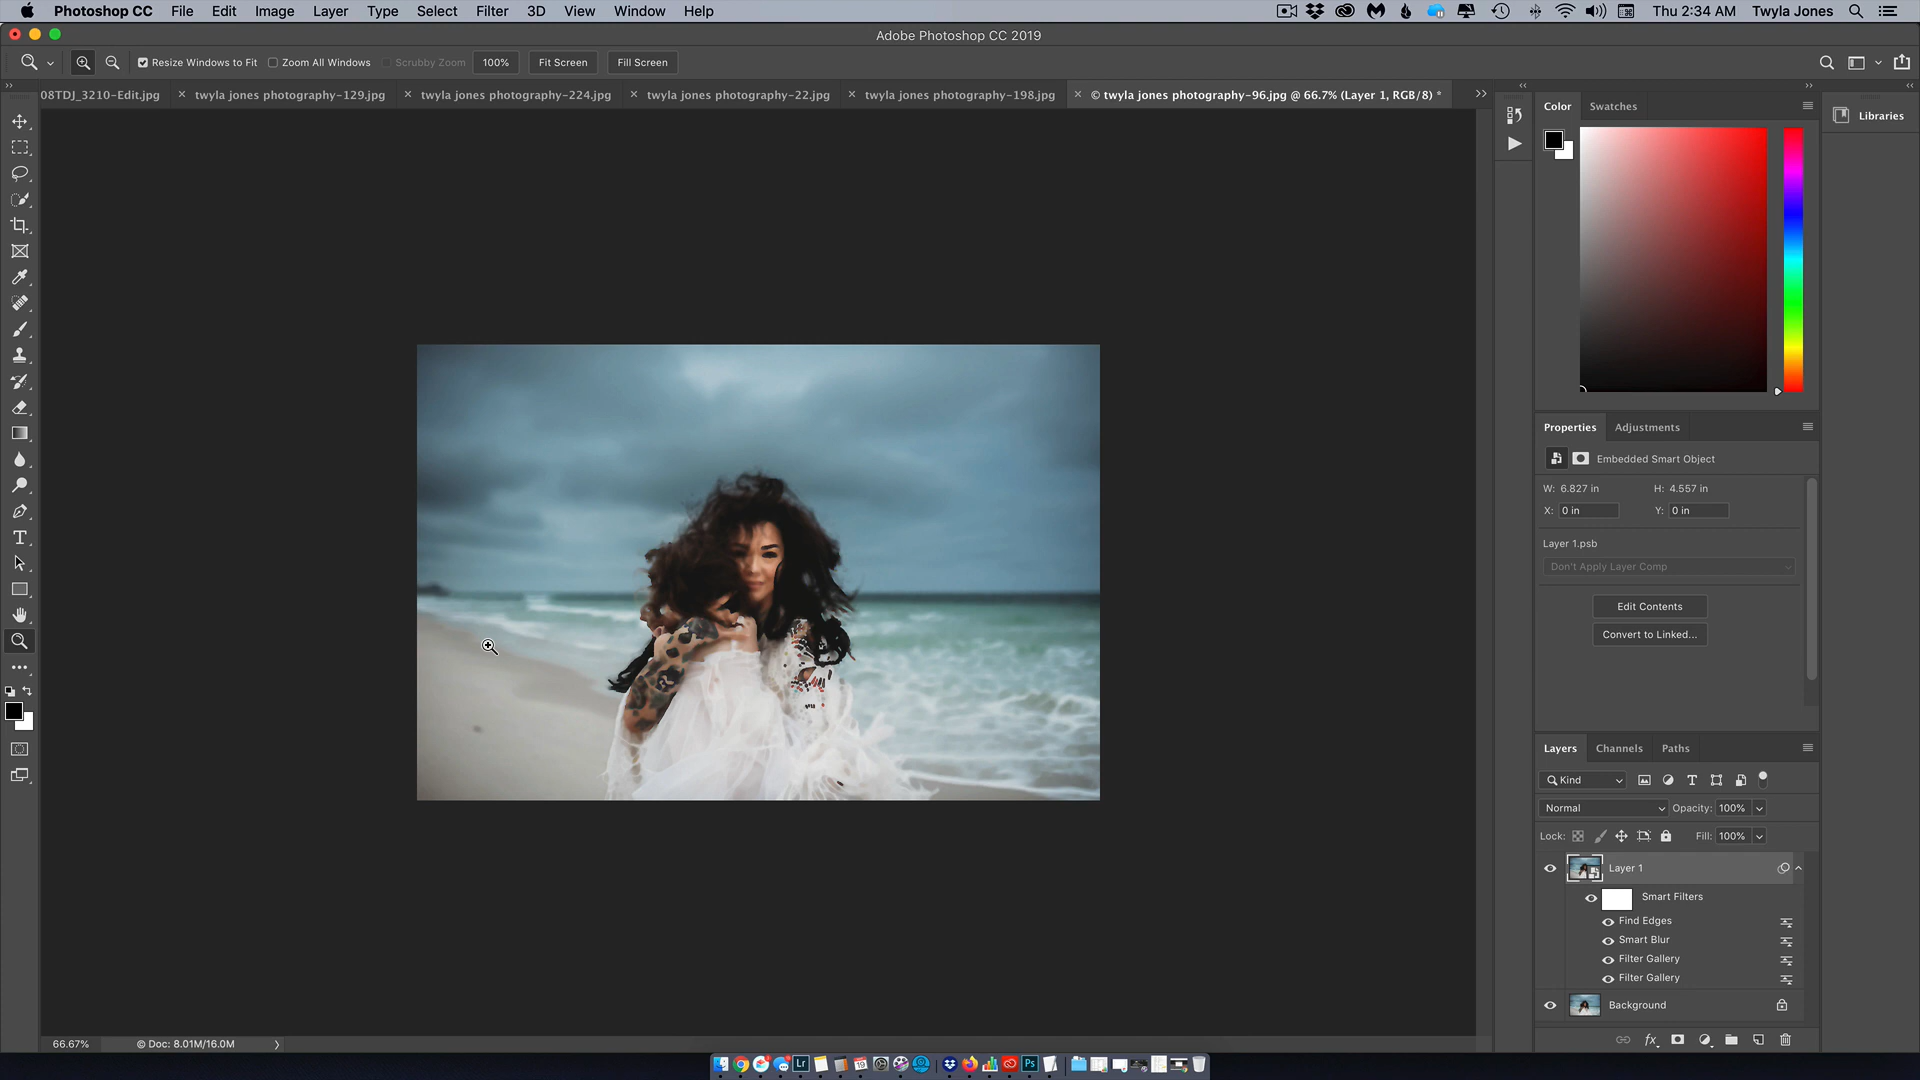 Photoshop CC File Edit Image Layer Type Select Filter 3D View Window Help Thu 2:34 AM Twyla Jones
Adobe Photoshop CC 2019
Resize Windows to Fit Zoom All Windows Scrubby Zoom 100% Fit Screen Fill Screen
08TDJ_3210-Edit.jpg × twyla jones photography-129.jpg × twyla jones photography-224.jpg × twyla jones photography-22.jpg × twyla jones photography-198.jpg × © twyla jones photography-96.jpg @ 66.7% (Layer 1, RGB/8) *
Color Swatches
Libraries
Properties Adjustments
Embedded Smart Object
W: 6.827 in H: 4.557 in
X: 0 in Y: 0 in
Layer 1.psb
Don't Apply Layer Comp
Edit Contents
Convert to Linked...
Layers Channels Paths
Kind
Normal Opacity: 100%
Lock: Fill: 100%
Layer 1
Smart Filters
Find Edges
Smart Blur
Filter Gallery
Filter Gallery
Background
66.67% © Doc: 8.01M/16.0M
Lr Ps